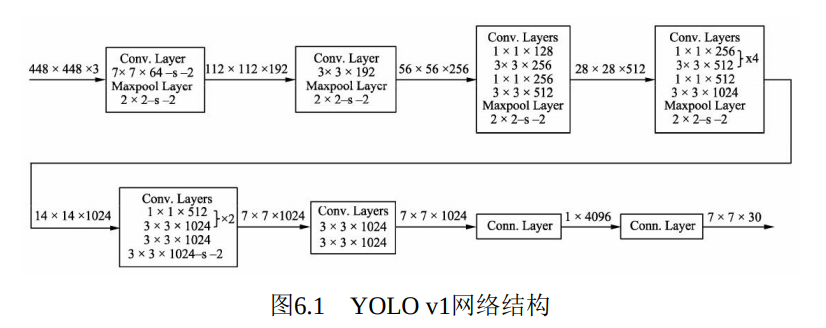 448 × 448 ×3
Conv. Layer
7× 7 × 64–s–2
Maxpool Layer
2 × 2–s–2
112 × 112 ×192
Conv. Layer
3× 3 × 192
Maxpool Layer
2 × 2–s–2
56 × 56 ×256
Conv. Layers
1 × 1 × 128
3× 3 × 256
1 × 1 × 256
3 × 3 × 512
Maxpool Layer
2 × 2–s–2
28 × 28 ×512
Conv. Layers
1 × 1 × 256
3× 3 × 512 }×4
1 × 1 × 512
3 × 3 × 1024
Maxpool Layer
2 × 2–s–2
14 × 14 ×1024
Conv. Layers
1 × 1 × 512
3 × 3 × 1024 }×2
3 × 3 × 1024
3 × 3 × 1024–s–2
7 × 7 ×1024
Conv. Layers
3 × 3 × 1024
3 × 3 × 1024
7 × 7 × 1024
Conn. Layer
1 × 4096
Conn. Layer
7 × 7 × 30
图6.1 YOLO v1网络结构